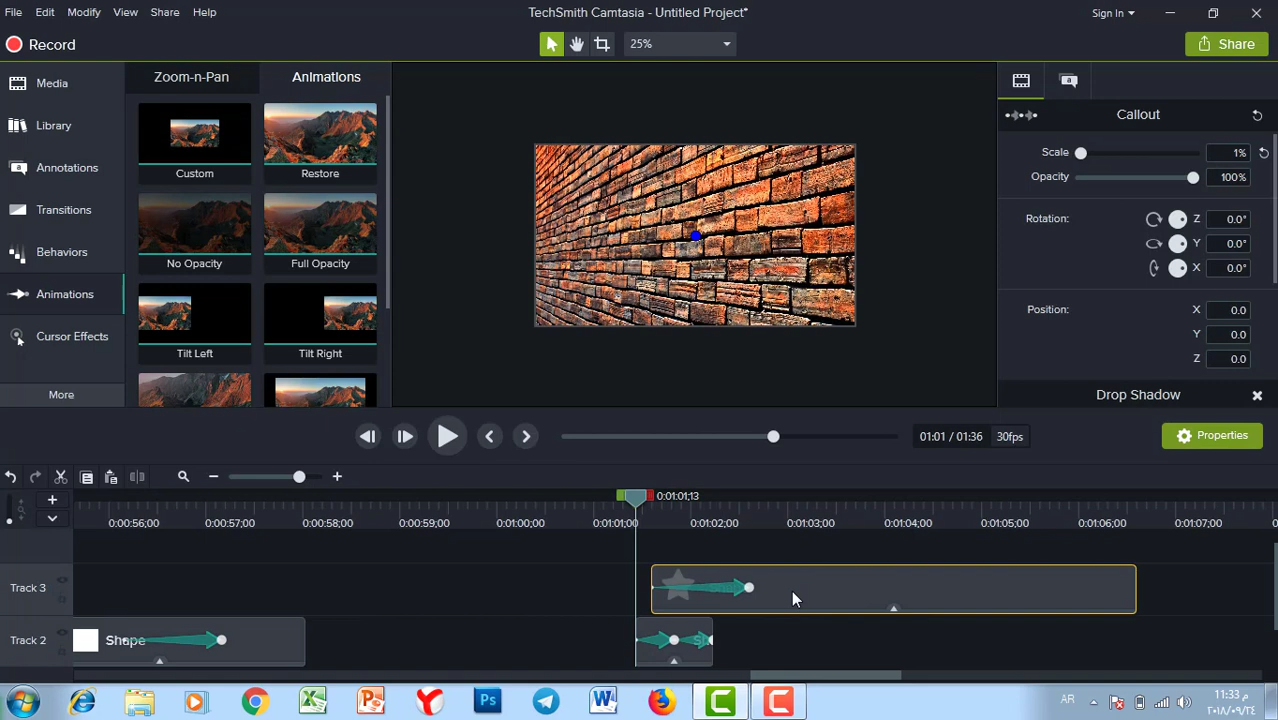 File Edit Modify View Share Help
TechSmith Camtasia - Untitled Project*
Sign In
Record
25%
Share
Media
Library
Annotations
Transitions
Behaviors
Animations
Cursor Effects
More
Zoom-n-Pan
Animations
Custom
Restore
No Opacity
Full Opacity
Tilt Left
Tilt Right
Callout
Scale 1%
Opacity 100%
Rotation: Z 0.0°
Y 0.0°
X 0.0°
Position: X 0.0
Y 0.0
Z 0.0
Drop Shadow
01:01 / 01:36 30fps
Properties
0:01:01;13
0:00:56;00 0:00:57;00 0:00:58;00 0:00:59;00 0:01:00;00 0:01:01;00 0:01:02;00 0:01:03;00 0:01:04;00 0:01:05;00 0:01:06;00 0:01:07;00
Track 3
Track 2
Shape
AR
11:33 م
٢٠١٨/٠٩/٢٤